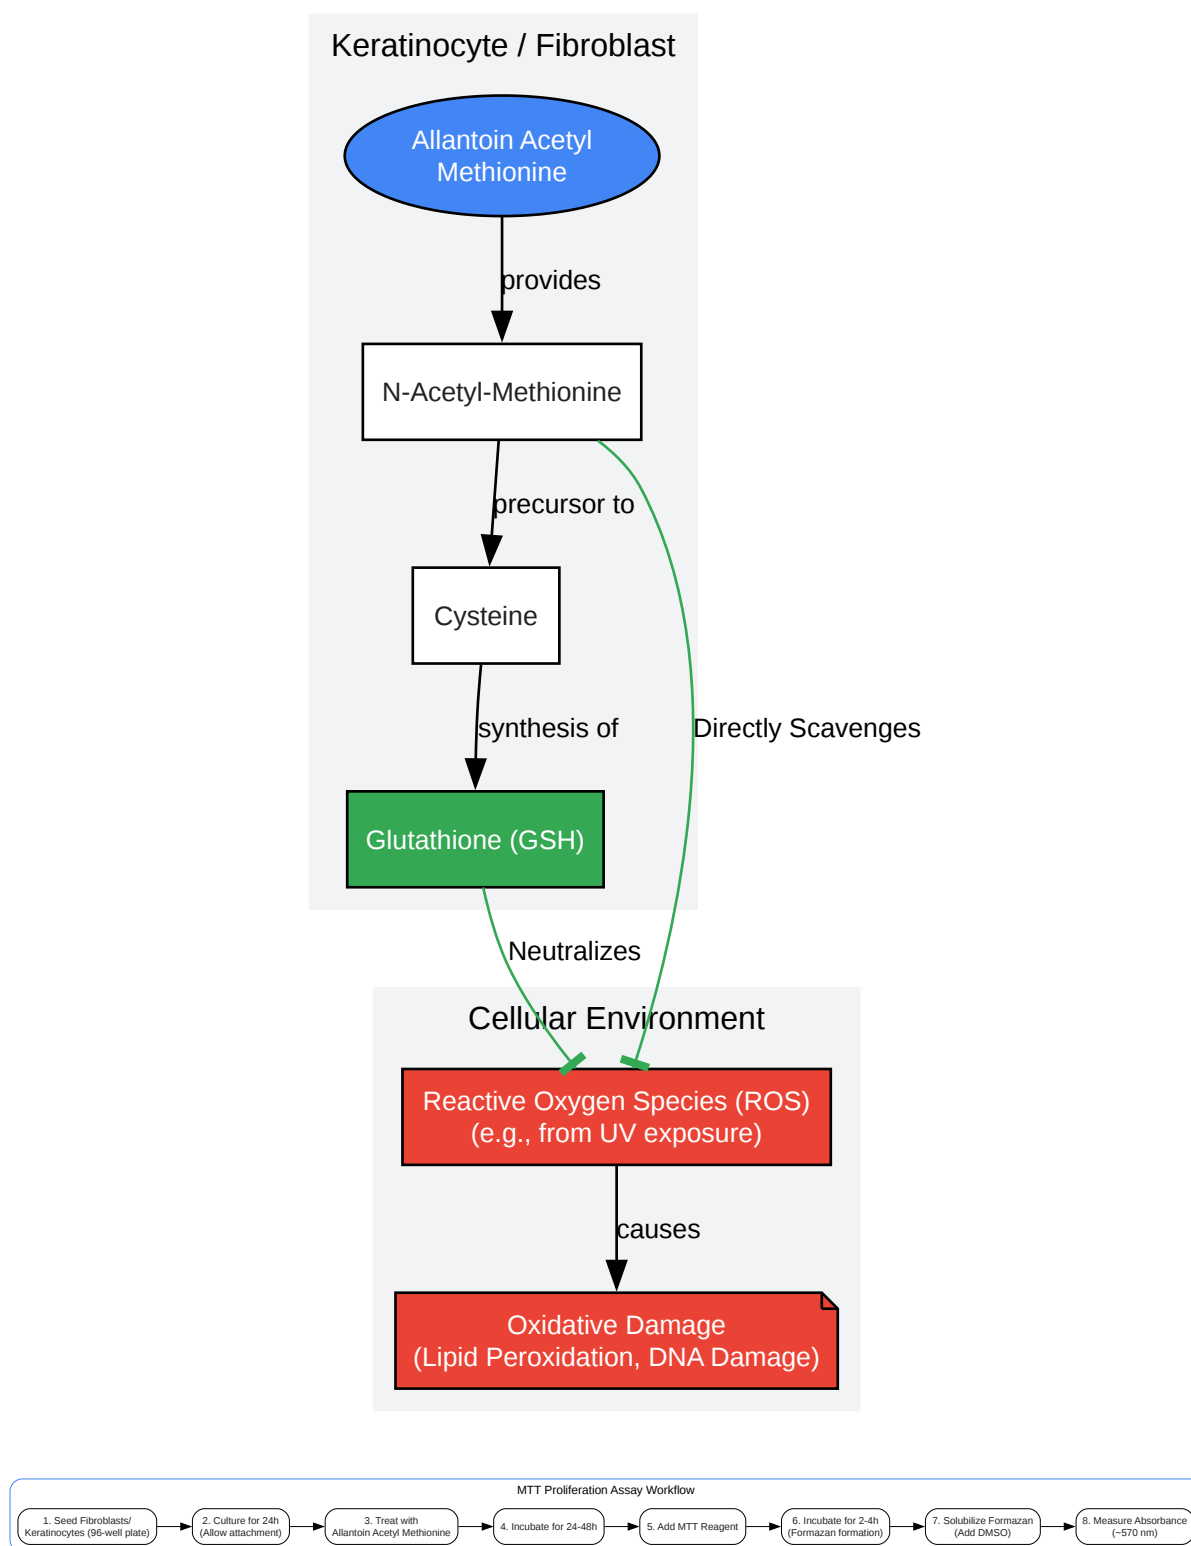 Keratinocyte / Fibroblast
Allantoin Acetyl
Methionine
provides
N-Acetyl-Methionine
precursor to
Cysteine
synthesis of
Directly Scavenges
Glutathione (GSH)
Neutralizes
Cellular Environment
Reactive Oxygen Species (ROS)
(e.g., from UV exposure)
causes
Oxidative Damage
(Lipid Peroxidation, DNA Damage)
MTT Proliferation Assay Workflow
1. Seed Fibroblasts/
Keratinocytes (96-well plate)
2. Culture for 24h
(Allow attachment)
3. Treat with
Allantoin Acetyl Methionine
4. Incubate for 24-48h
5. Add MTT Reagent
6. Incubate for 2-4h
(Formazan formation)
7. Solubilize Formazan
(Add DMSO)
8. Measure Absorbance
(~570 nm)